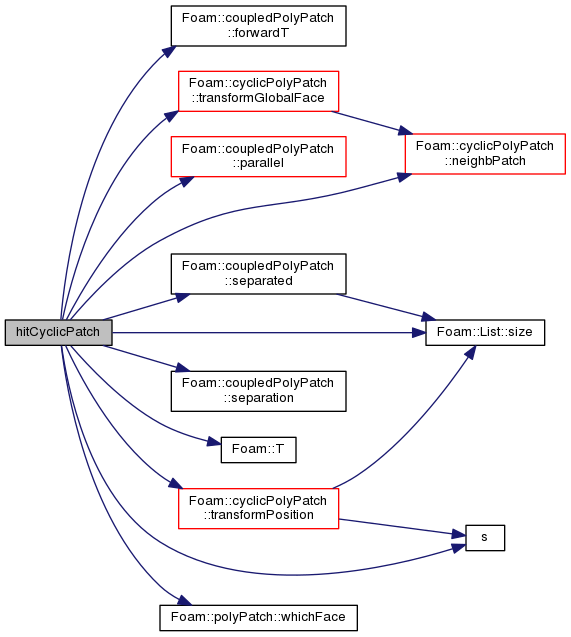 Foam::coupledPolyPatch
::forwardT
Foam::cyclicPolyPatch
::transformGlobalFace
Foam::coupledPolyPatch
::parallel
Foam::cyclicPolyPatch
::neighbPatch
Foam::coupledPolyPatch
::separated
hitCyclicPatch
Foam::List::size
Foam::coupledPolyPatch
::separation
Foam::T
Foam::cyclicPolyPatch
::transformPosition
s
Foam::polyPatch::whichFace